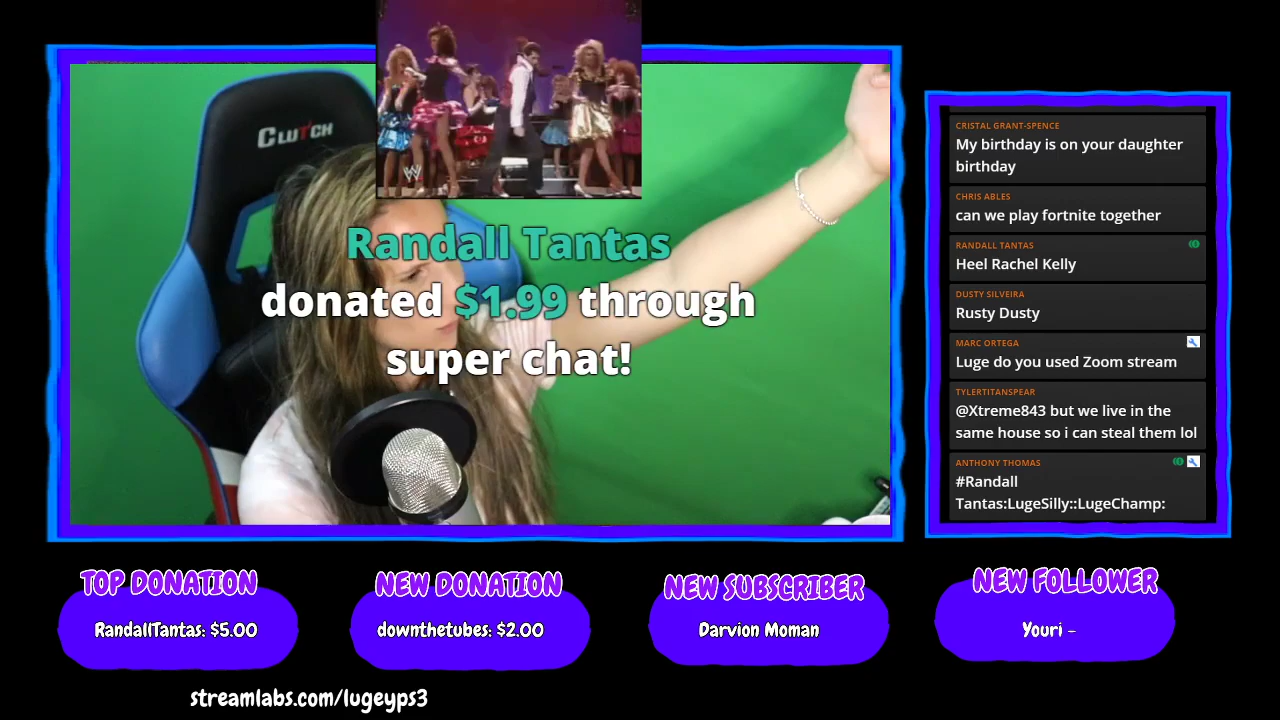 CLUTCH
W
Randall Tantas
donated $1.99 through
super chat!
CRISTAL GRANT-SPENCE
My birthday is on your daughter
birthday
CHRIS ABLES
can we play fortnite together
RANDALL TANTAS
Heel Rachel Kelly
DUSTY SILVEIRA
Rusty Dusty
MARC ORTEGA
Luge do you used Zoom stream
TYLERTITANSPEAR
@Xtreme843 but we live in the
same house so i can steal them lol
ANTHONY THOMAS
#Randall
Tantas:LugeSilly::LugeChamp:
TOP DONATION
RandallTantas: $5.00
NEW DONATION
downthetubes: $2.00
NEW SUBSCRIBER
Darvion Moman
NEW FOLLOWER
Youri -
streamlabs.com/lugeyps3